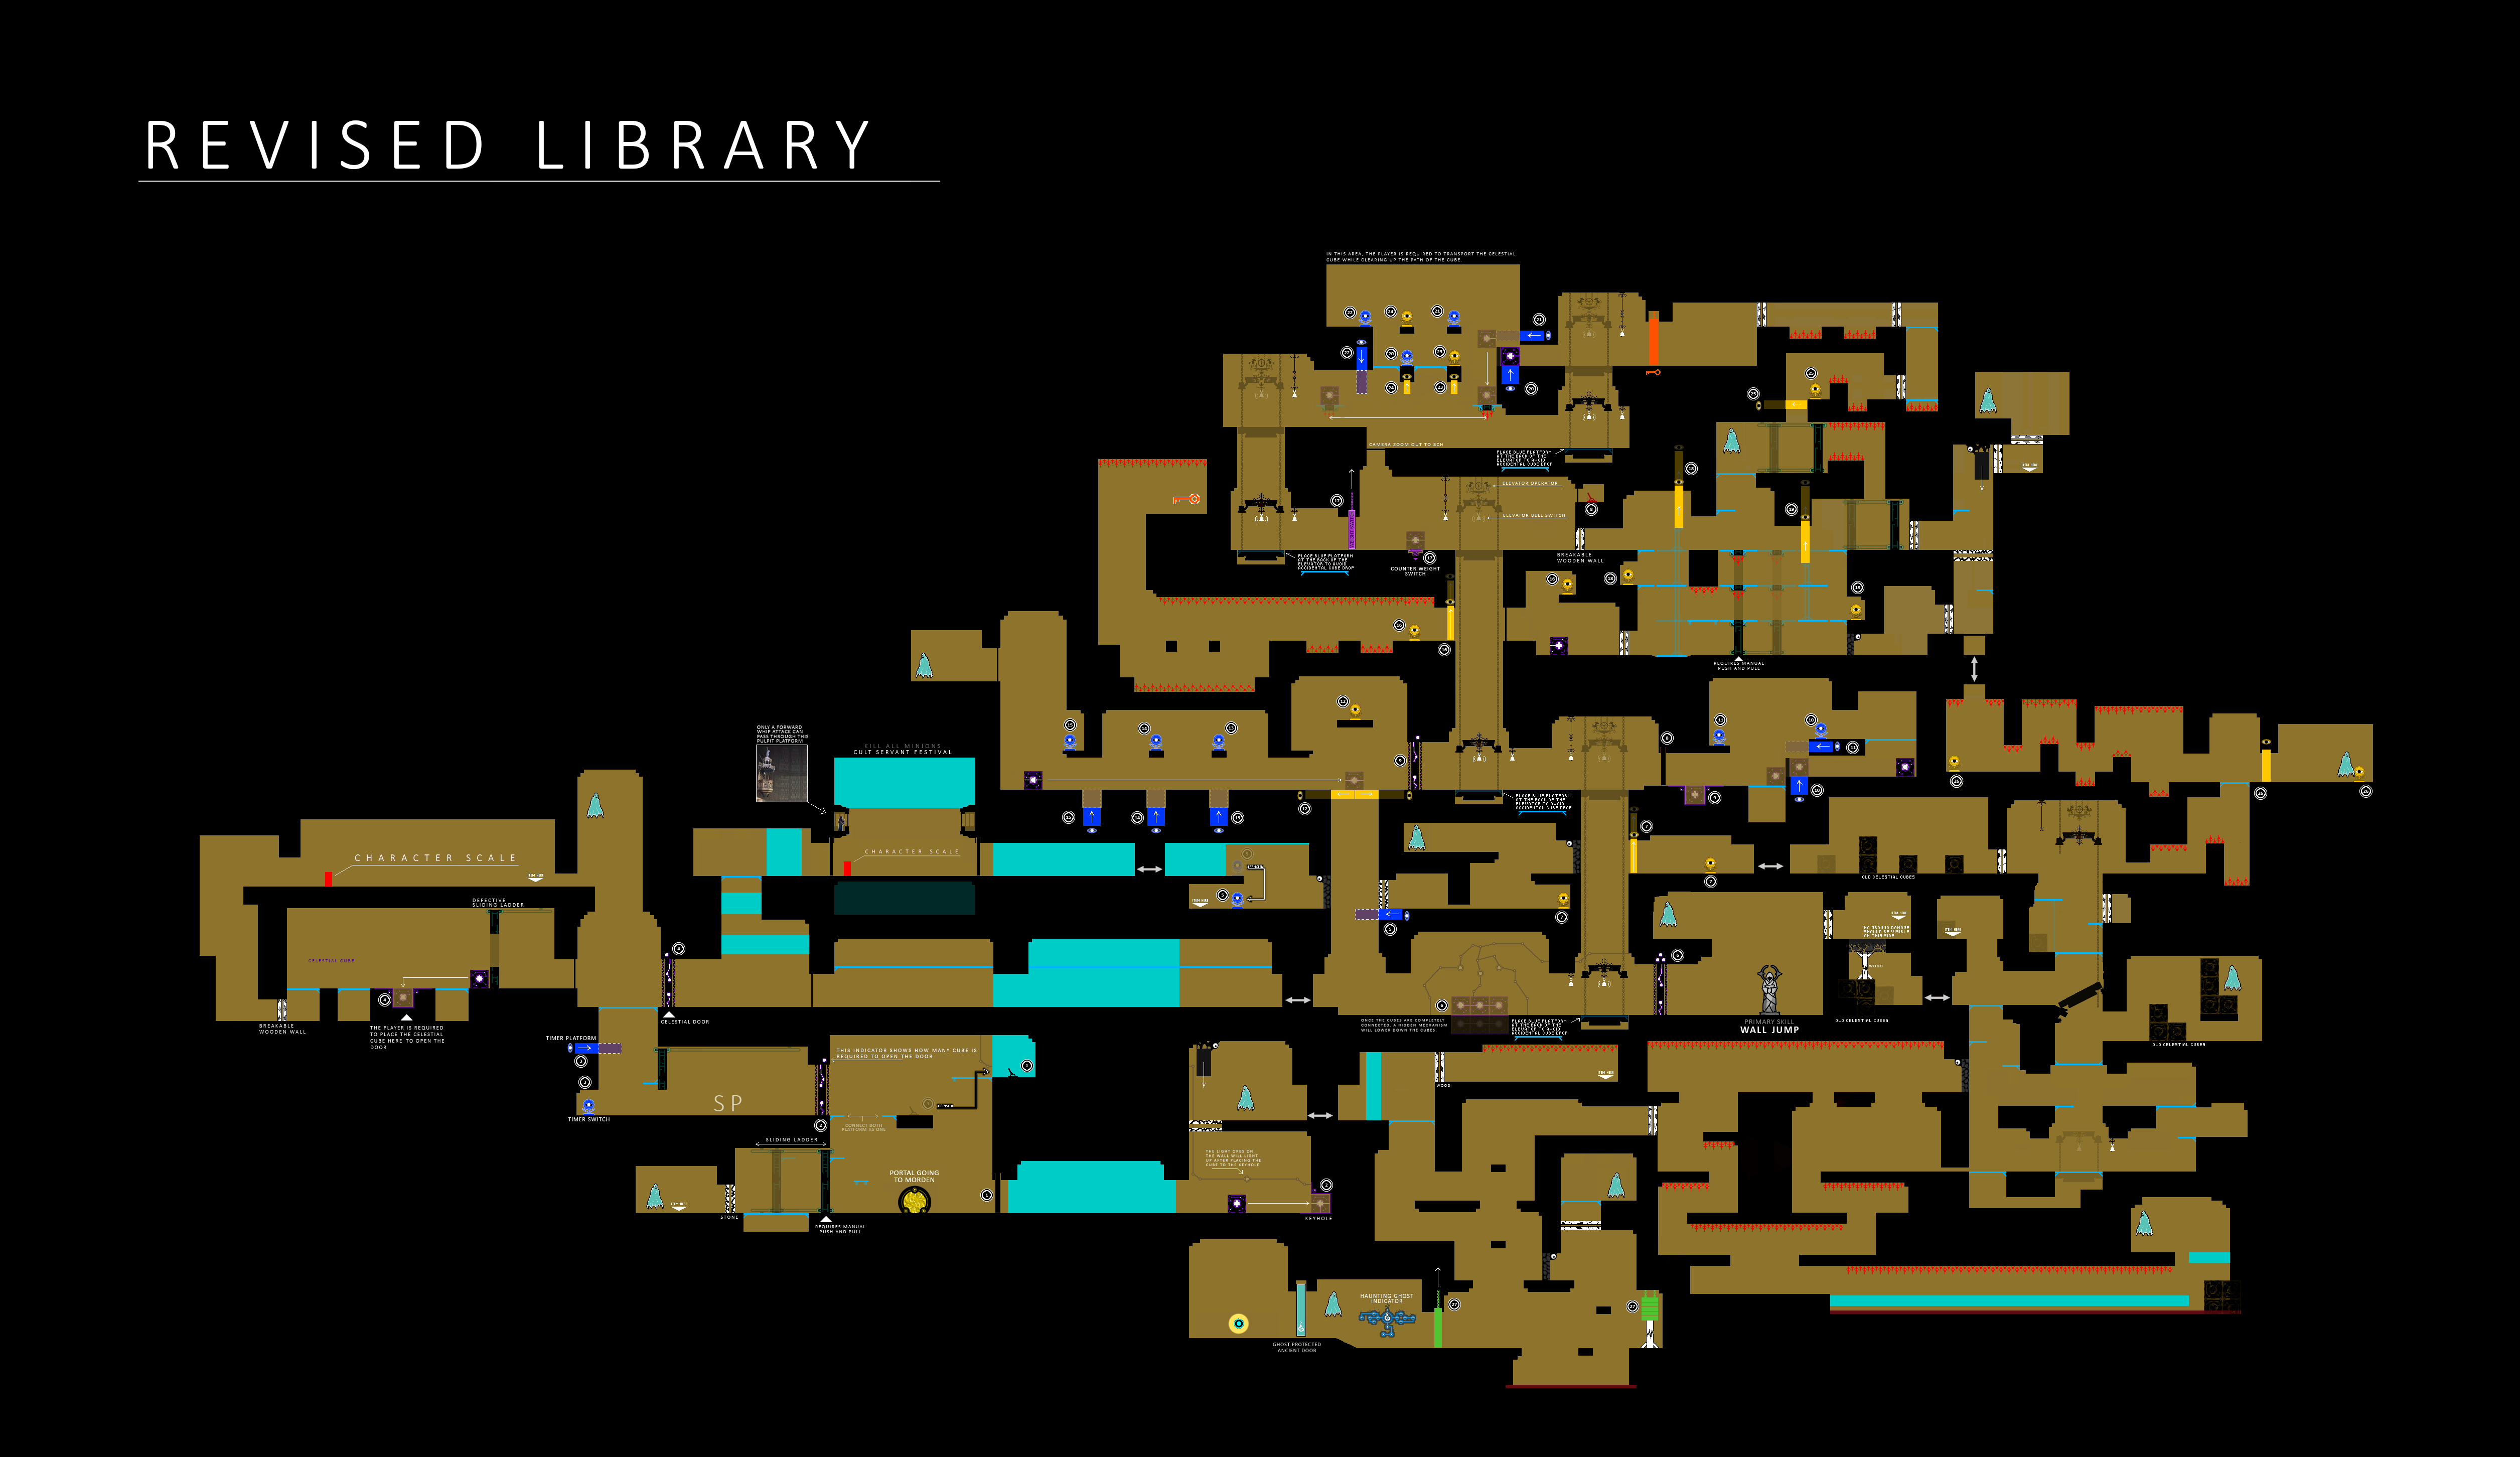 REVISED LIBRARY
IN THIS AREA, THE PLAYER IS REQUIRED TO TRANSPORT THE CELESTIAL
CUBE WHILE CLEARING UP THE PATH OF THE CUBE.
CAMERA ZOOM OUT TO SCH
PLACE BLUE PLATFORM
AT THE BACK OF THE
ELEVATOR TO AVOID
ACCIDENTAL CUBE DROP
ELEVATOR OPERATOR
ELEVATOR BELL SWITCH
PLACE BLUE PLATFORM
AT THE BACK OF THE
ELEVATOR TO AVOID
ACCIDENTAL CUBE DROP
COUNTER WEIGHT
SWITCH
BREAKABLE
WOODEN WALL
REQUIRES MANUAL
PUSH AND PULL
ONLY A FORWARD
WHIP ATTACK CAN
PASS THROUGH THIS
PULPIT PLATFORM
KILL ALL MINIONS
CULT SERVANT FESTIVAL
CHARACTER SCALE
CHARACTER SCALE
PLACE BLUE PLATFORM
AT THE BACK OF THE
ELEVATOR TO AVOID
ACCIDENTAL CUBE DROP
OLD CELESTIAL CUBES
DEFECTIVE
SLIDING LADDER
CELESTIAL CUBE
NO GROUND DAMAGE
SHOULD BE VISIBLE
ON THIS SIDE
WOOD
BREAKABLE
WOODEN WALL
THE PLAYER IS REQUIRED
TO PLACE THE CELESTIAL
CUBE HERE TO OPEN THE
DOOR
CELESTIAL DOOR
ONCE THE CUBES ARE COMPLETELY
CONNECTED, A HIDDEN MECHANISM
WILL LOWER DOWN THE CUBES.
PLACE BLUE PLATFORM
AT THE BACK OF THE
ELEVATOR TO AVOID
ACCIDENTAL CUBE DROP
PRIMARY SKILL
WALL JUMP
OLD CELESTIAL CUBES
OLD CELESTIAL CUBES
TIMER PLATFORM
THIS INDICATOR SHOWS HOW MANY CUBE IS
REQUIRED TO OPEN THE DOOR
WOOD
SP
TIMER SWITCH
CONNECT BOTH
PLATFORM AS ONE
SLIDING LADDER
THE LIGHT ORBS ON
THE WALL WILL LIGHT
UP AFTER PLACING THE
CUBE TO THE KEYHOLE
PORTAL GOING
TO MORDEN
STONE
REQUIRES MANUAL
PUSH AND PULL
KEYHOLE
HAUNTING GHOST
INDICATOR
GHOST PROTECTED
ANCIENT DOOR